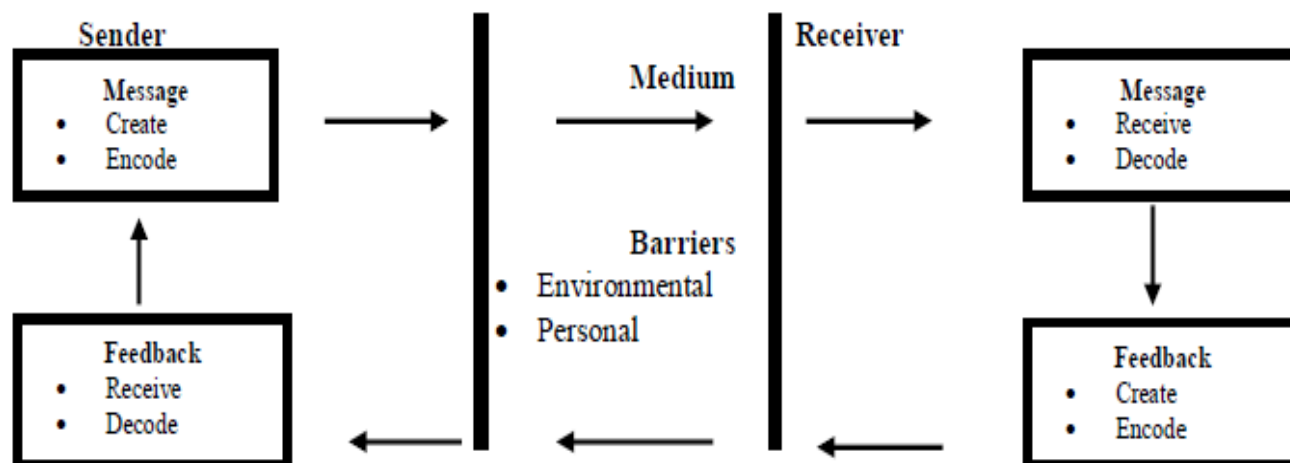 Sender
Message
• Create
• Encode
Medium
Receiver
Message
• Receive
• Decode
Barriers
• Environmental
• Personal
Feedback
• Receive
• Decode
Feedback
• Create
• Encode